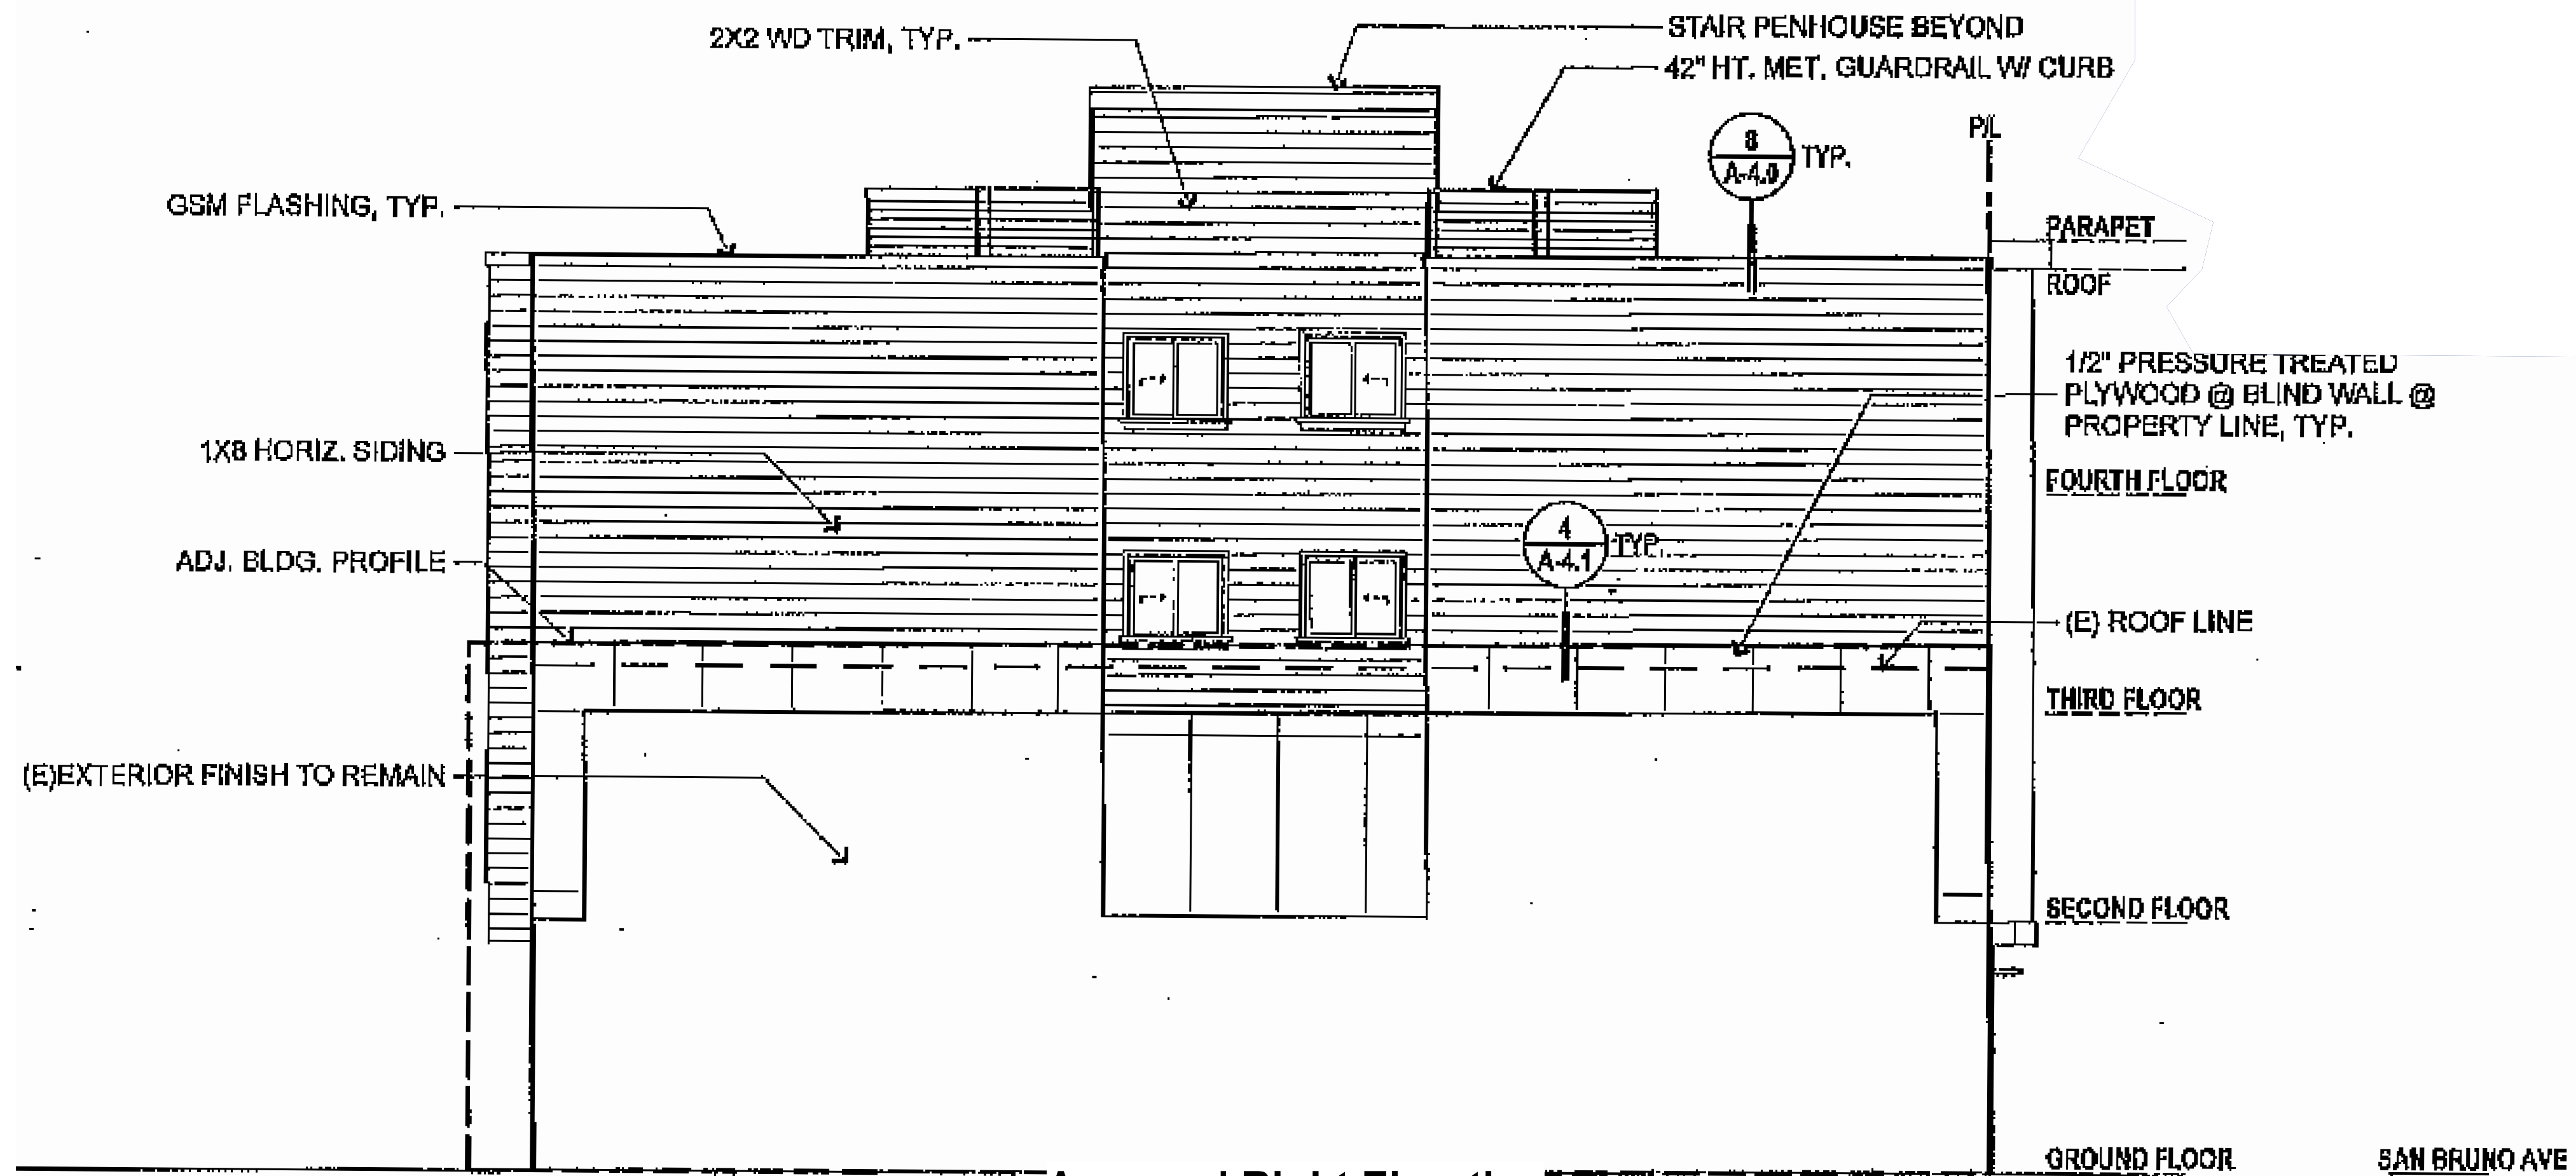 2X2 WD TRIM, TYP.
STAIR PENHOUSE BEYOND
42" HT. MET. GUARDRAIL W/ CURB
8
A-4.0
TYP.
P/L
GSM FLASHING, TYP.
PARAPET
ROOF
1/2" PRESSURE TREATED
PLYWOOD @ BLIND WALL @
PROPERTY LINE, TYP.
1X8 HORIZ. SIDING
FOURTH FLOOR
4
A-4.1
TYP.
ADJ. BLDG. PROFILE
(E) ROOF LINE
THIRD FLOOR
(E)EXTERIOR FINISH TO REMAIN
SECOND FLOOR
GROUND FLOOR
SAN BRUNO AVE